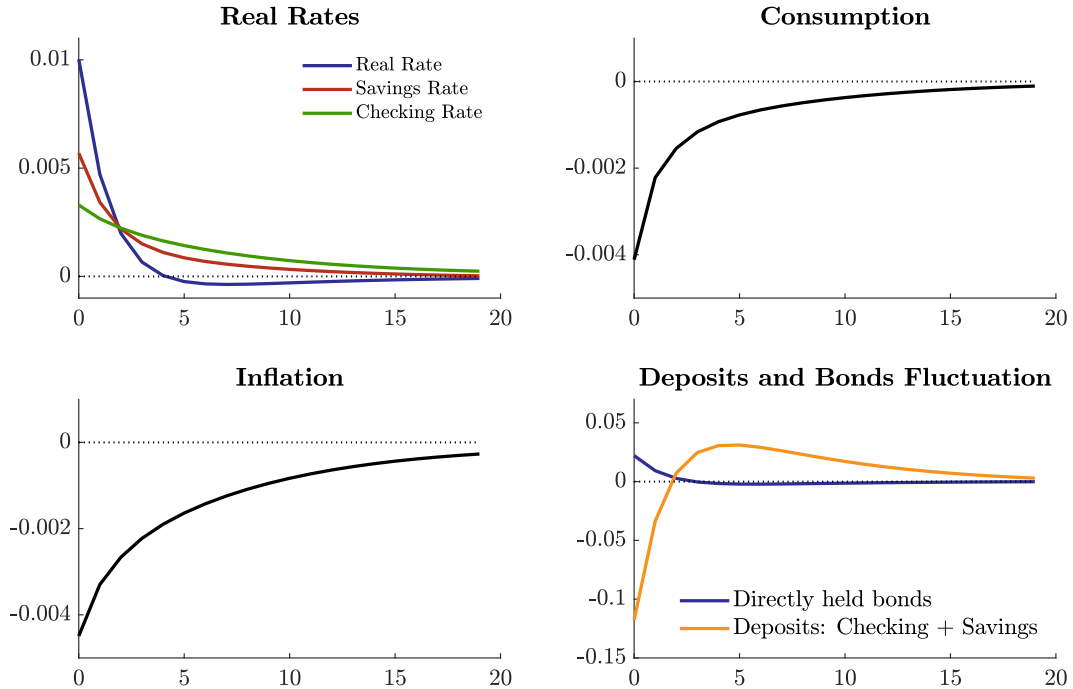 Real Rates
0.01
0.005
0
Real Rate
Savings Rate
Checking Rate
0 5 10 15 20
Consumption
0
-0.002
-0.004
0 5 10 15 20
Inflation
0
-0.002
-0.004
0 5 10 15 20
Deposits and Bonds Fluctuation
0.05
0
-0.05
-0.1
-0.15
Directly held bonds
Deposits: Checking + Savings
0 5 10 15 20